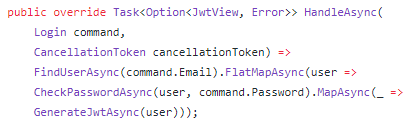 public override Task<Option<JwtView, Error>> HandleAsync(
Login command,
CancellationToken cancellationToken) =>
FindUserAsync(command.Email).FlatMapAsync(user =>
CheckPasswordAsync(user, command.Password).MapAsync(_ =>
GenerateJwtAsync(user)));